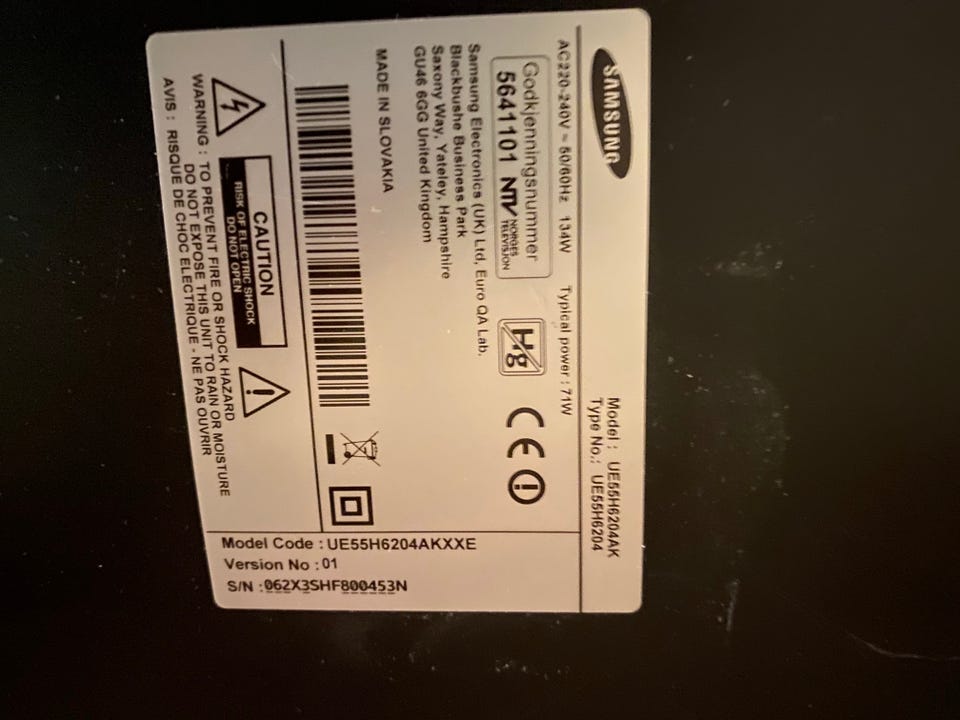 SAMSUNG
Model : UE55H6204AK
Type No.: UE55H6204
AC220-240V ~ 50/60Hz 134W Typical power : 71W
Godkjenningsnummer
5641101 NTV NORGES
TELEVISJON
Hg
CE
Samsung Electronics (UK) Ltd, Euro QA Lab.
Blackbushe Business Park
Saxony Way, Yateley, Hampshire
GU46 6GG United Kingdom
MADE IN SLOVAKIA
CAUTION
RISK OF ELECTRIC SHOCK
DO NOT OPEN
WARNING : TO PREVENT FIRE OR SHOCK HAZARD
DO NOT EXPOSE THIS UNIT TO RAIN OR MOISTURE
AVIS : RISQUE DE CHOC ELECTRIQUE - NE PAS OUVRIR
Model Code : UE55H6204AKXXE
Version No : 01
S/N : 062X3SHF800453N